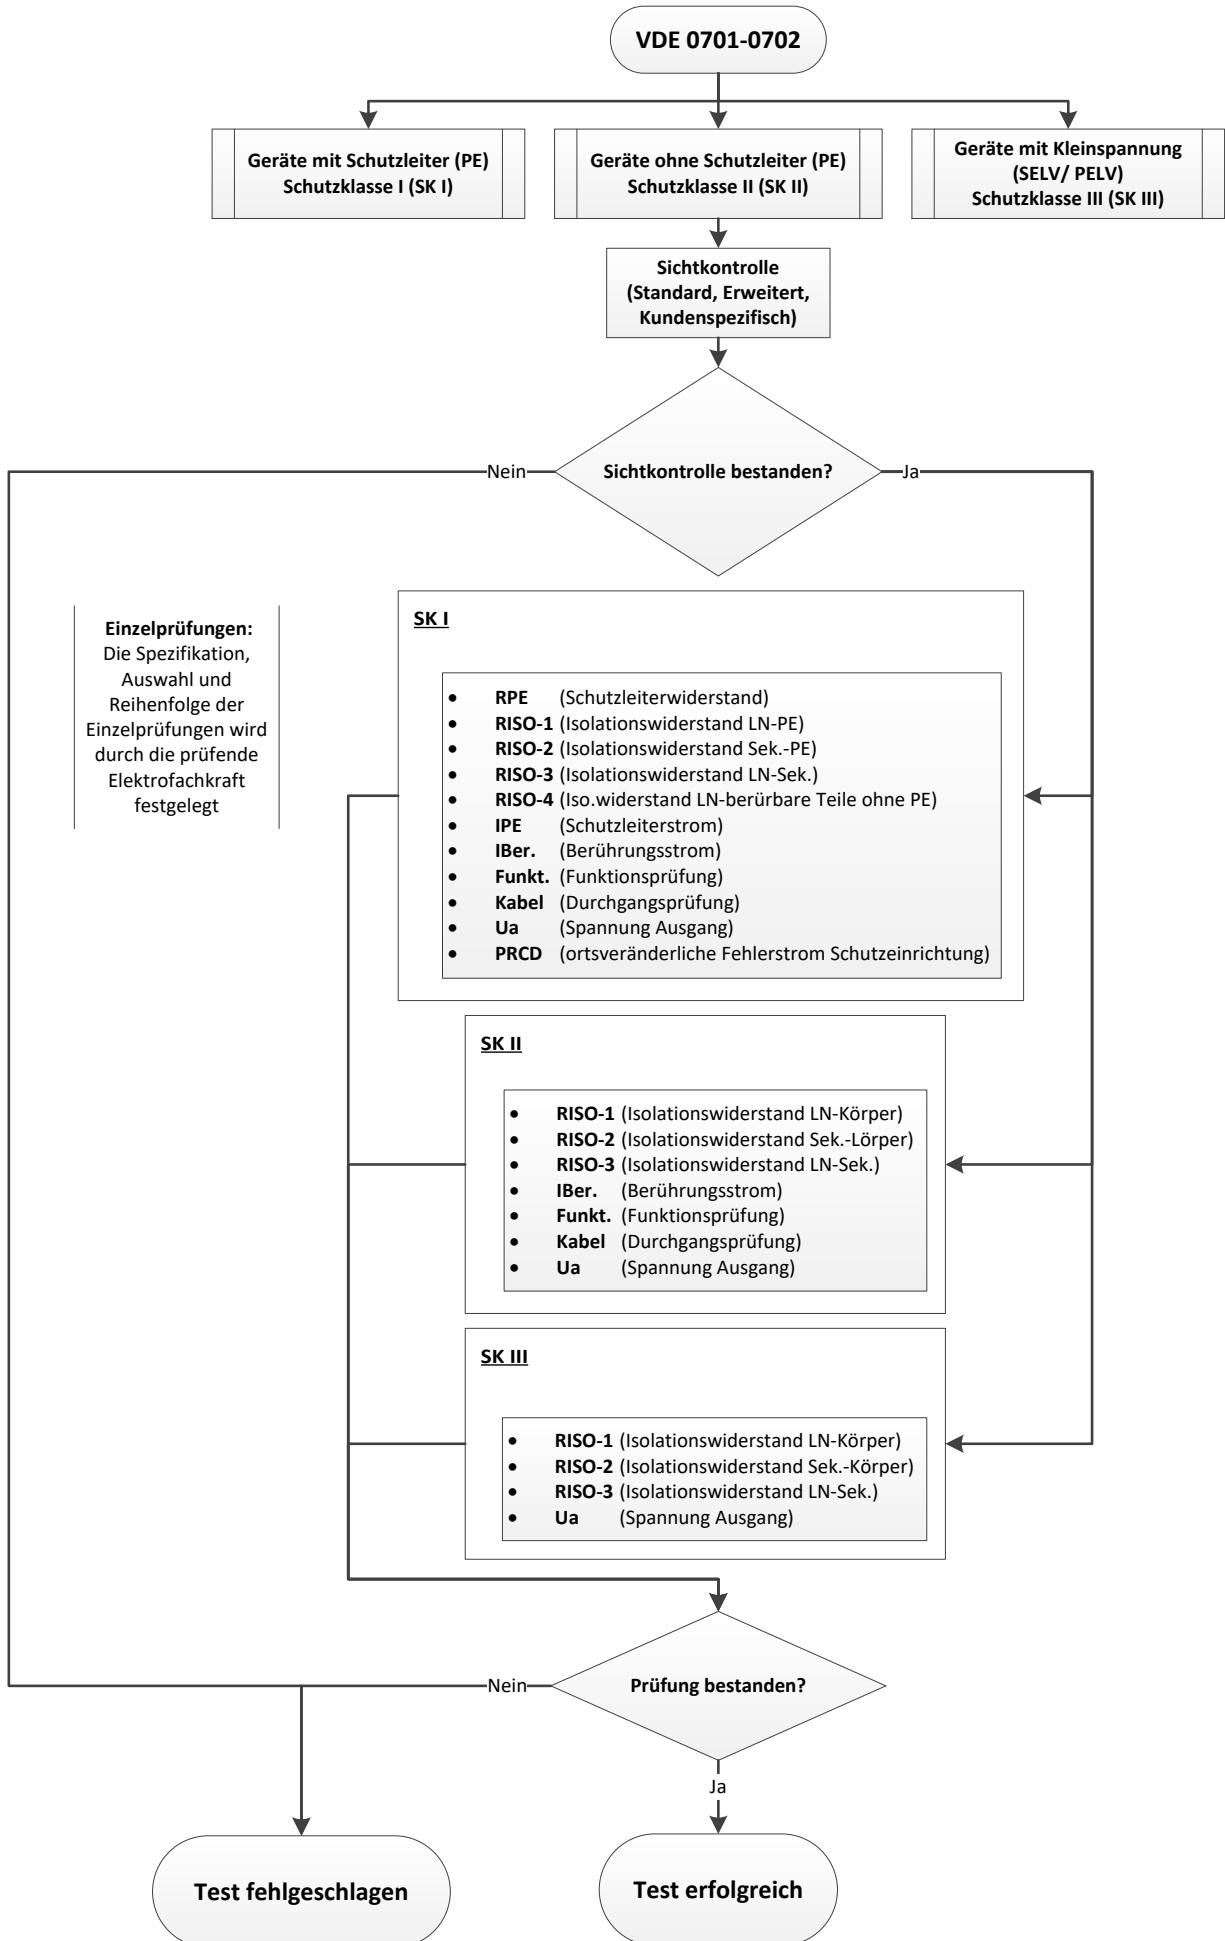 VDE 0701-0702
Geräte mit Schutzleiter (PE)
Schutzklasse I (SK I)
Geräte ohne Schutzleiter (PE)
Schutzklasse II (SK II)
Geräte mit Kleinspannung
(SELV/ PELV)
Schutzklasse III (SK III)
Sichtkontrolle
(Standard, Erweitert,
Kundenspezifisch)
Nein
Sichtkontrolle bestanden?
Ja
Einzelprüfungen:
Die Spezifikation,
Auswahl und
Reihenfolge der
Einzelprüfungen wird
durch die prüfende
Elektrofachkraft
festgelegt
SK I
• RPE (Schutzleiterwiderstand)
• RISO-1 (Isolationswiderstand LN-PE)
• RISO-2 (Isolationswiderstand Sek.-PE)
• RISO-3 (Isolationswiderstand LN-Sek.)
• RISO-4 (Iso.widerstand LN-berürbare Teile ohne PE)
• IPE (Schutzleiterstrom)
• IBer. (Berührungsstrom)
• Funkt. (Funktionsprüfung)
• Kabel (Durchgangsprüfung)
• Ua (Spannung Ausgang)
• PRCD (ortsveränderliche Fehlerstrom Schutzeinrichtung)
SK II
• RISO-1 (Isolationswiderstand LN-Körper)
• RISO-2 (Isolationswiderstand Sek.-Lörper)
• RISO-3 (Isolationswiderstand LN-Sek.)
• IBer. (Berührungsstrom)
• Funkt. (Funktionsprüfung)
• Kabel (Durchgangsprüfung)
• Ua (Spannung Ausgang)
SK III
• RISO-1 (Isolationswiderstand LN-Körper)
• RISO-2 (Isolationswiderstand Sek.-Körper)
• RISO-3 (Isolationswiderstand LN-Sek.)
• Ua (Spannung Ausgang)
Nein
Prüfung bestanden?
Ja
Test fehlgeschlagen
Test erfolgreich